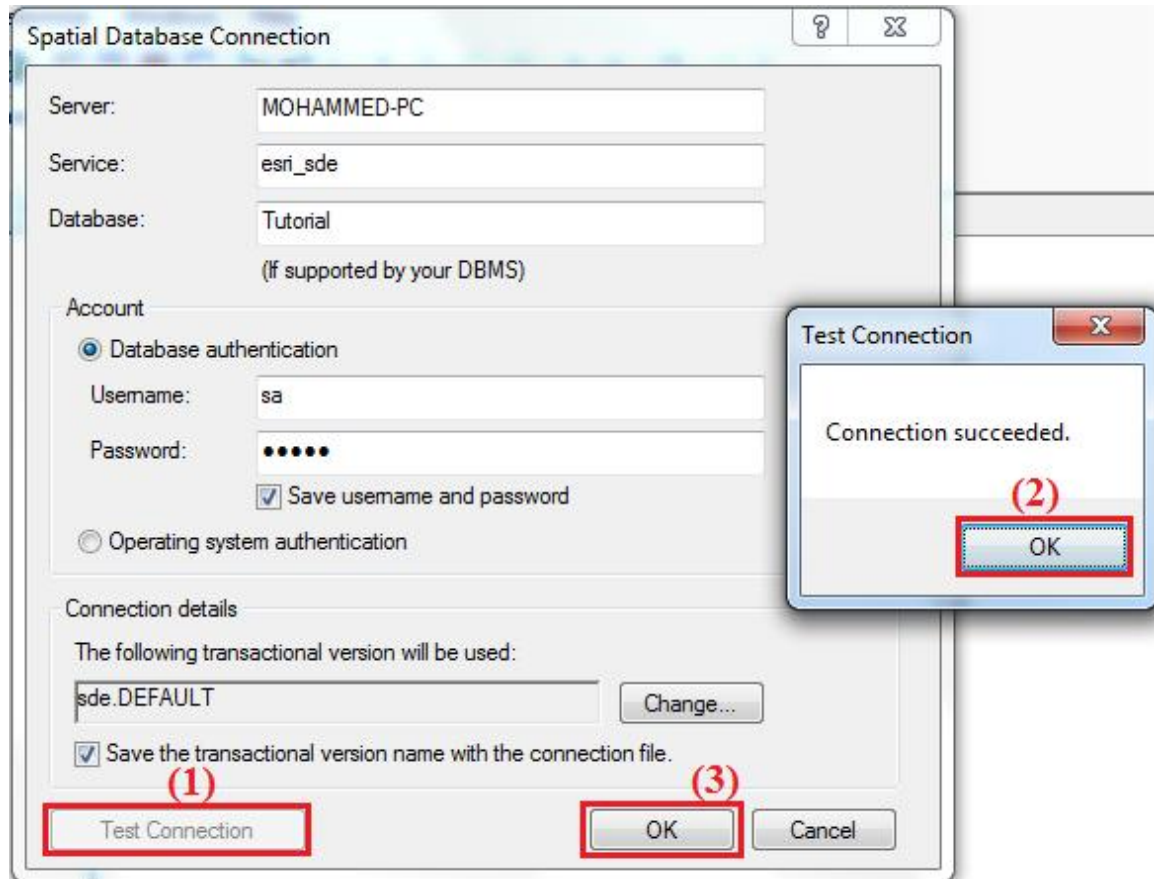 Spatial Database Connection
Server: MOHAMMED-PC
Service: esri_sde
Database: Tutorial
(If supported by your DBMS)
Account
Database authentication
Username: sa
Password: •••••
Save username and password
Operating system authentication
Connection details
The following transactional version will be used:
sde.DEFAULT Change...
Save the transactional version name with the connection file.
(1) (3)
Test Connection OK Cancel
Test Connection
Connection succeeded.
(2)
OK